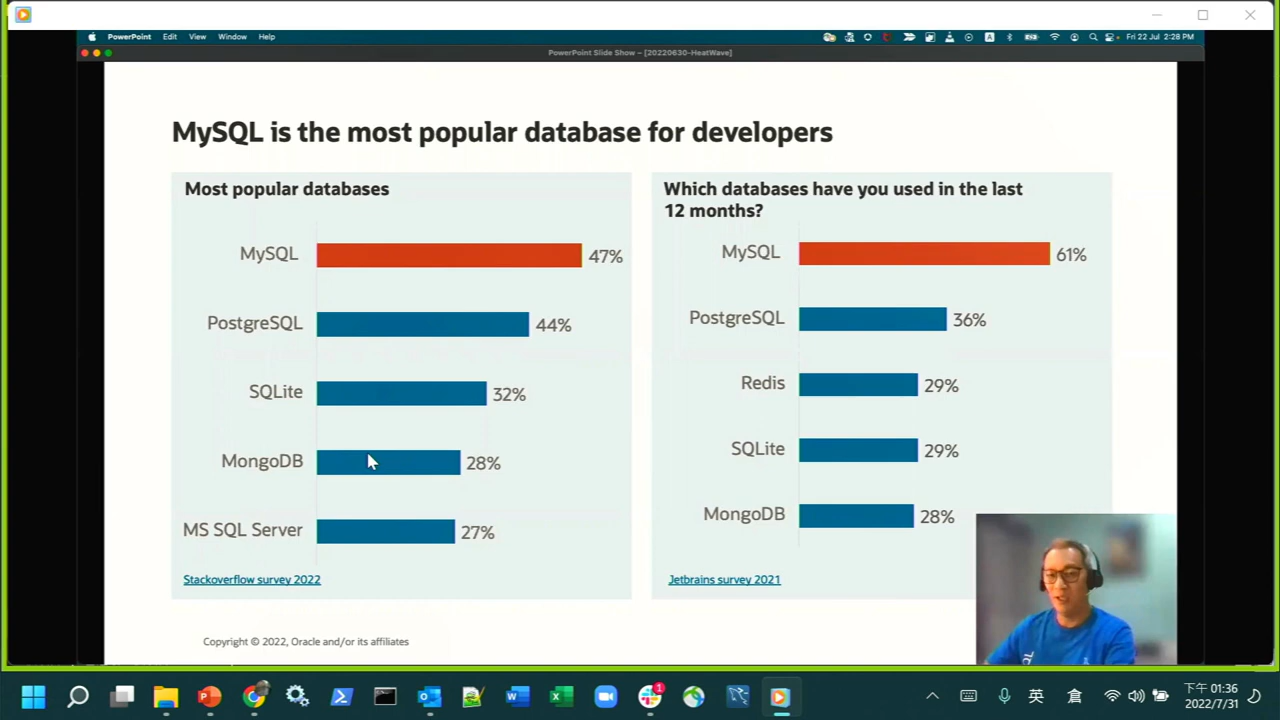 PowerPoint Edit View Window Help
Fri 22 Jul 2:28 PM
PowerPoint Slide Show – [20220630-HeatWave]
MySQL is the most popular database for developers
Most popular databases
MySQL 47%
PostgreSQL 44%
SQLite 32%
MongoDB 28%
MS SQL Server 27%
Stackoverflow survey 2022
Which databases have you used in the last
12 months?
MySQL 61%
PostgreSQL 36%
Redis 29%
SQLite 29%
MongoDB 28%
Jetbrains survey 2021
Copyright © 2022, Oracle and/or its affiliates
英
下午 01:36
2022/7/31